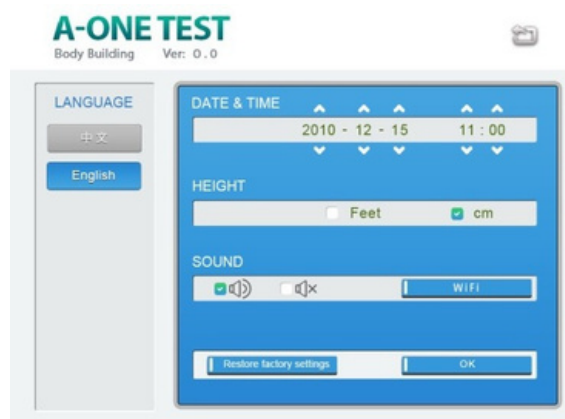 A-ONE TEST
Body Building Ver: 0.0
LANGUAGE
中文
English
DATE & TIME
2010 - 12 - 15 11 : 00
HEIGHT
Feet cm
SOUND
WiFi
Restore factory settings OK